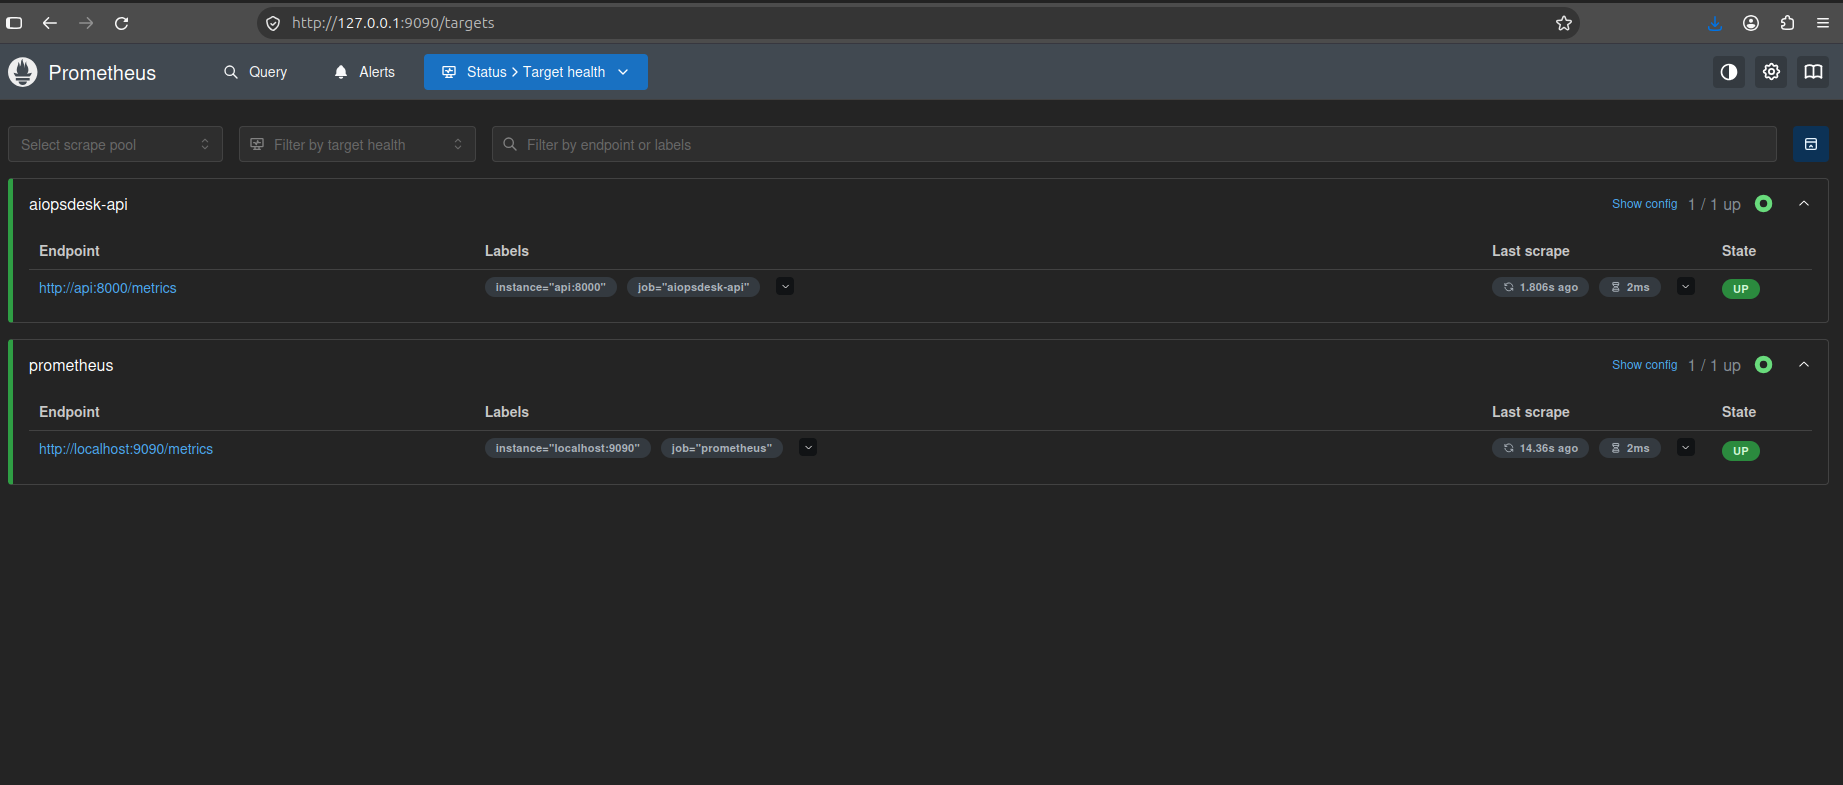 http://127.0.0.1:9090/targets
Prometheus Query Alerts Status > Target health
Select scrape pool Filter by target health Filter by endpoint or labels
aiopsdesk-api Show config 1 / 1 up
Endpoint Labels Last scrape State
http://api:8000/metrics instance="api:8000" job="aiopsdesk-api" 1.806s ago 2ms UP
prometheus Show config 1 / 1 up
Endpoint Labels Last scrape State
http://localhost:9090/metrics instance="localhost:9090" job="prometheus" 14.36s ago 2ms UP